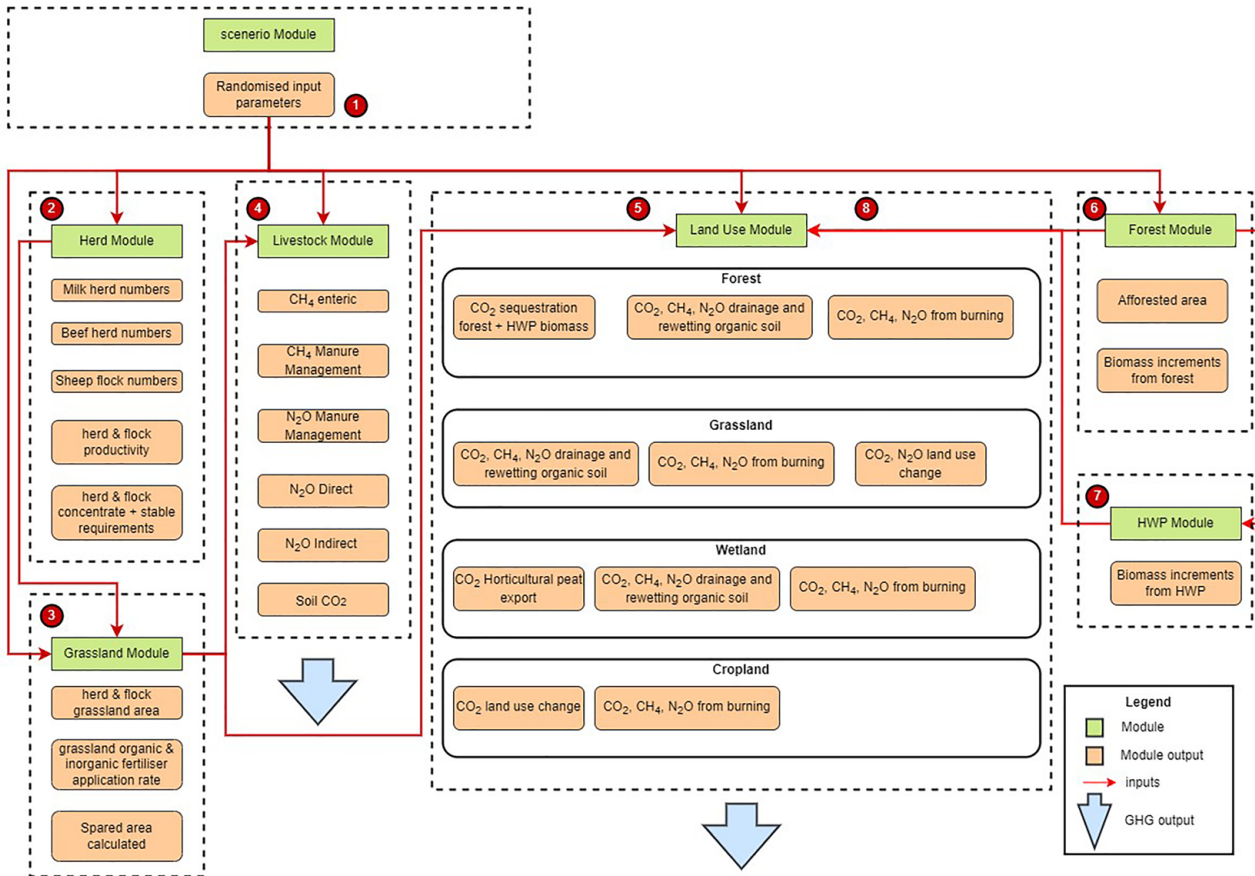 scenerio Module
Randomised input
parameters
1
2
Herd Module
Milk herd numbers
Beef herd numbers
Sheep flock numbers
herd & flock
productivity
herd & flock
concentrate + stable
requirements
3
Grassland Module
herd & flock
grassland area
grassland organic &
inorganic fertiliser
application rate
Spared area
calculated
4
Livestock Module
CH4 enteric
CH4 Manure
Management
N2O Manure
Management
N2O Direct
N2O Indirect
Soil CO2
5
8
Land Use Module
Forest
CO2 sequestration
forest + HWP biomass
CO2, CH4, N2O drainage and
rewetting organic soil
CO2, CH4, N2O from burning
Grassland
CO2, CH4, N2O drainage and
rewetting organic soil
CO2, CH4, N2O from burning
CO2, N2O land use
change
Wetland
CO2 Horticultural peat
export
CO2, CH4, N2O drainage and
rewetting organic soil
CO2, CH4, N2O from burning
Cropland
CO2 land use change
CO2, CH4, N2O from burning
6
Forest Module
Afforested area
Biomass increments
from forest
7
HWP Module
Biomass increments
from HWP
Legend
Module
Module output
inputs
GHG output